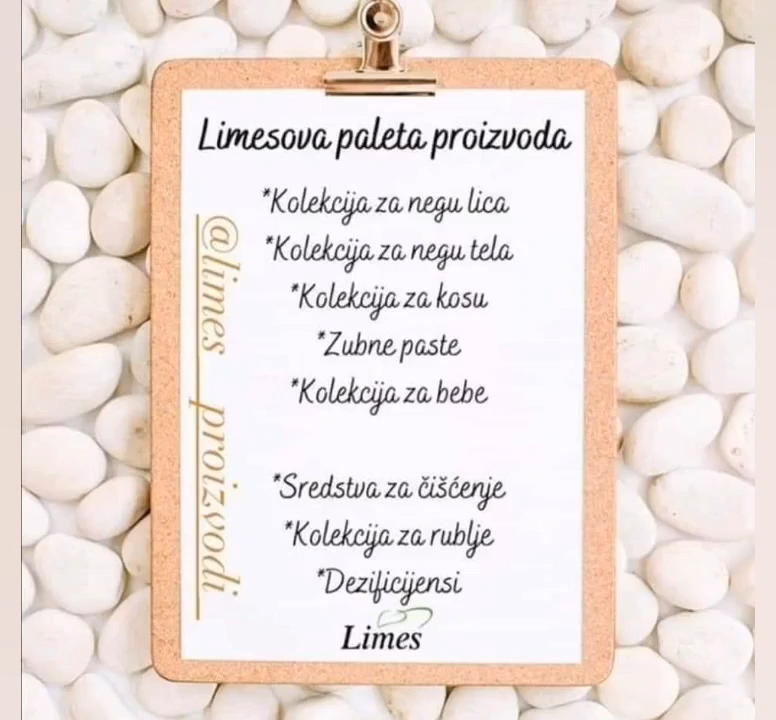 Limesova paleta proizvoda
*Kolekcija za negu lica
*Kolekcija za negu tela
*Kolekcija za kosu
*Zubne paste
*Kolekcija za bebe
*Sredstva za čišćenje
*Kolekcija za rublje
*Dezificijensi
Limes
@limes_proizvodi_